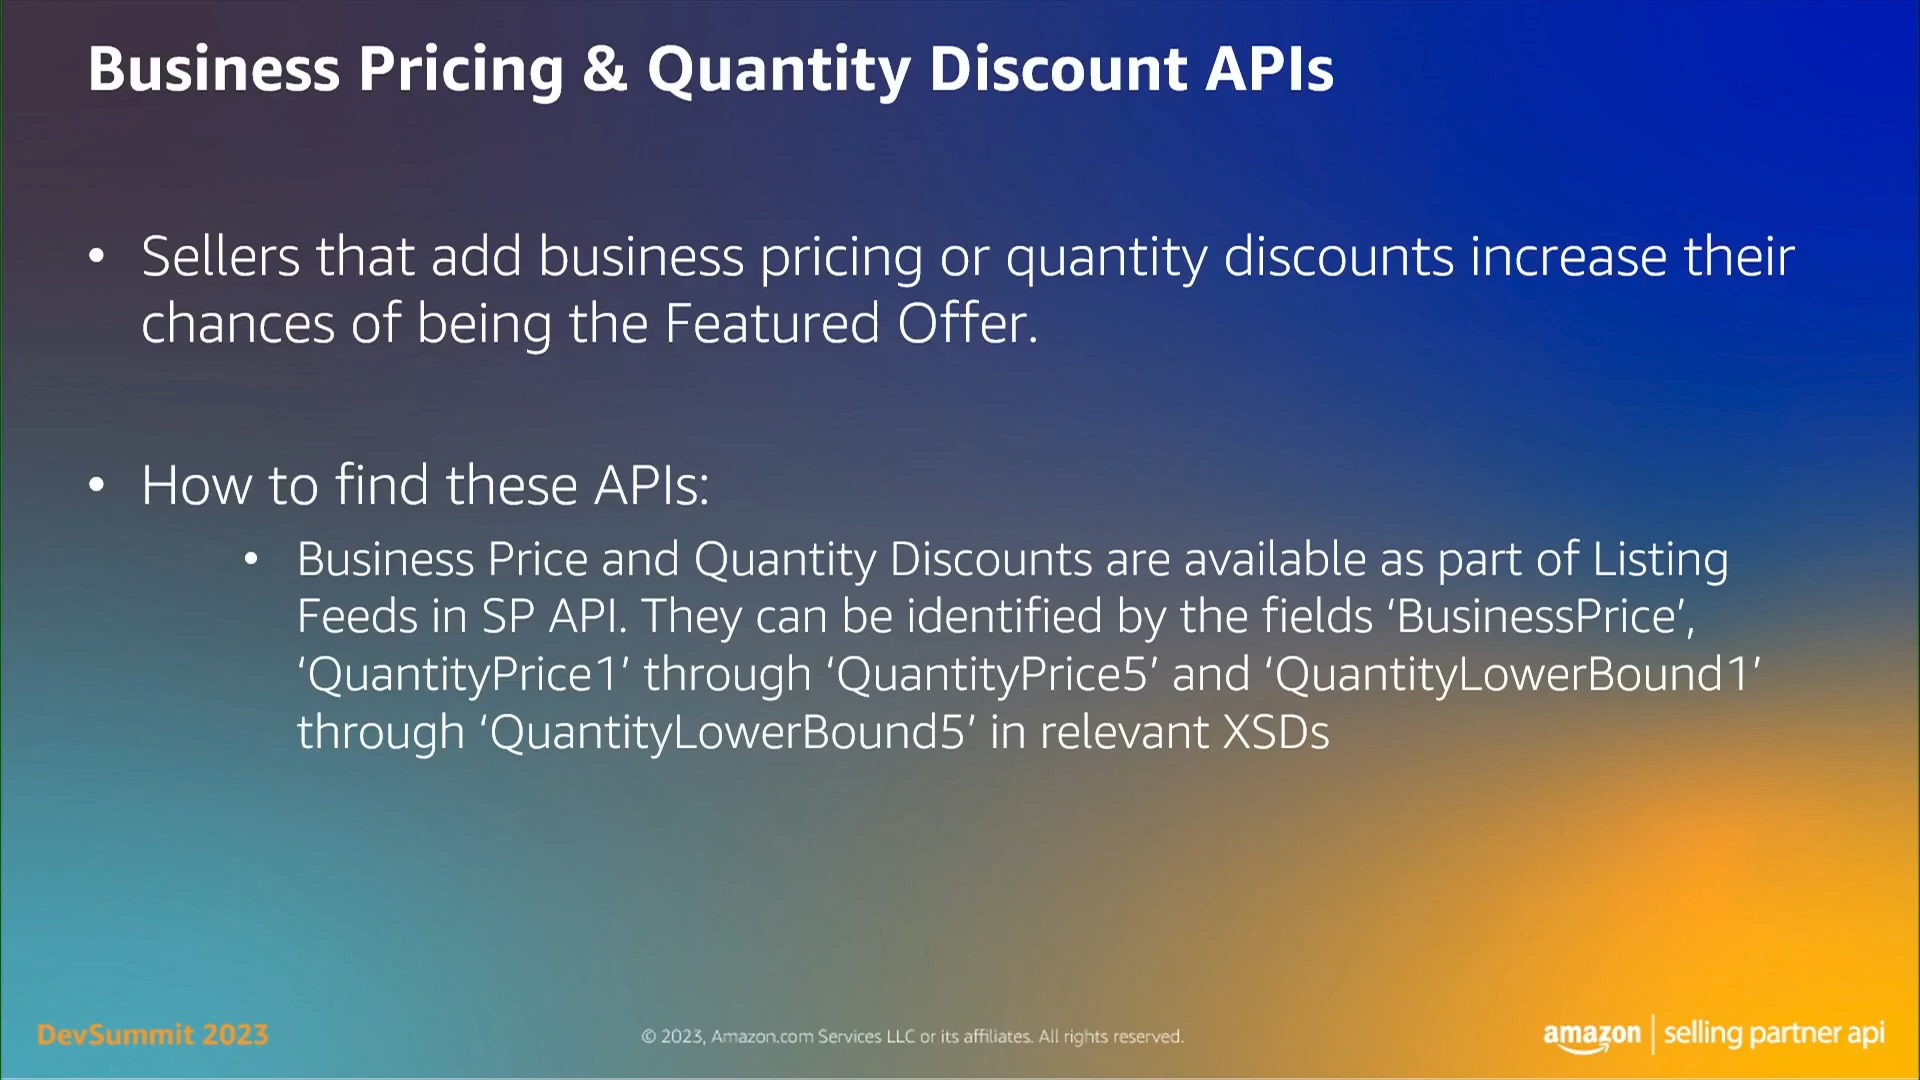 Business Pricing & Quantity Discount APIs
• Sellers that add business pricing or quantity discounts increase their
chances of being the Featured Offer.
• How to find these APIs:
• Business Price and Quantity Discounts are available as part of Listing
Feeds in SP API. They can be identified by the fields ‘BusinessPrice’,
‘QuantityPrice1’ through ‘QuantityPrice5’ and ‘QuantityLowerBound1’
through ‘QuantityLowerBound5’ in relevant XSDs
DevSummit 2023
© 2023, Amazon.com Services LLC or its affiliates. All rights reserved.
amazon | selling partner api